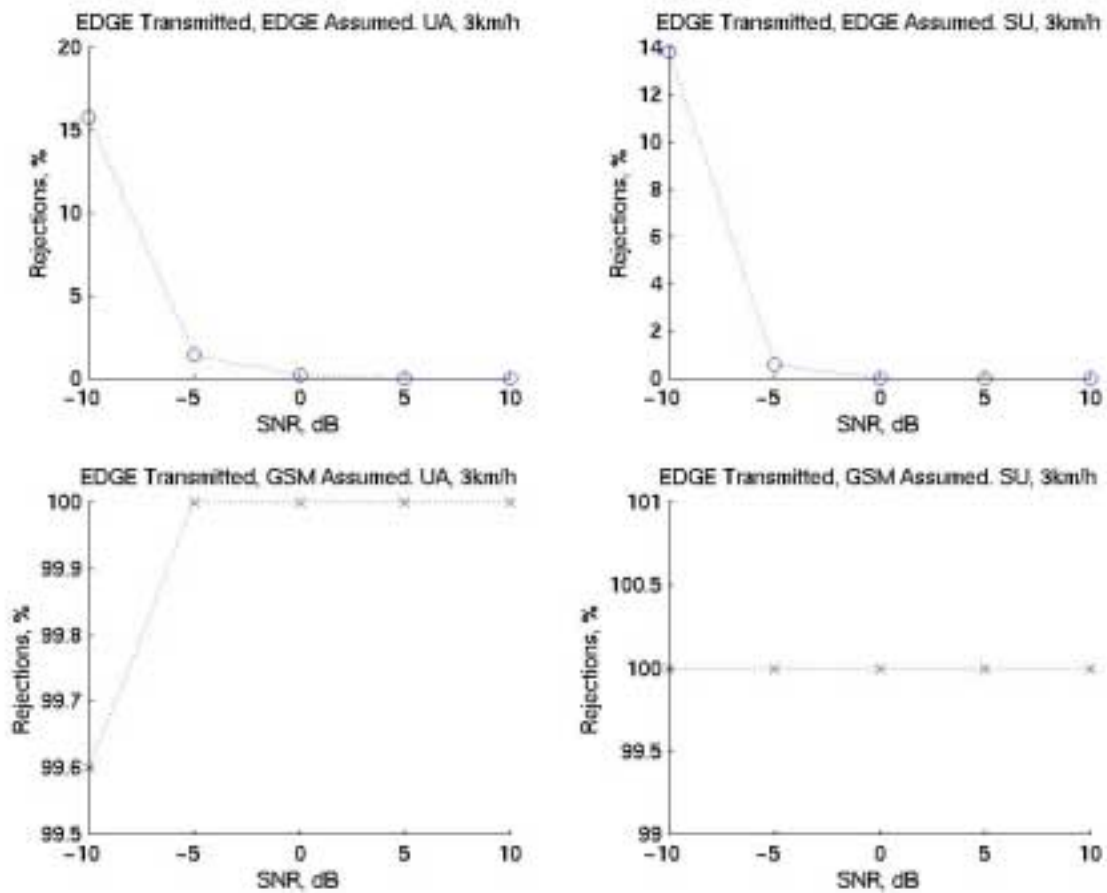 EDGE Transmitted, EDGE Assumed. UA, 3km/h
20
15
10
5
0
Rejections, %
-10 -5 0 5 10
SNR, dB
EDGE Transmitted, EDGE Assumed. SU, 3km/h
14
12
10
8
6
4
2
0
Rejections, %
-10 -5 0 5 10
SNR, dB
EDGE Transmitted, GSM Assumed. UA, 3km/h
100
99.9
99.8
99.7
99.6
99.5
Rejections, %
-10 -5 0 5 10
SNR, dB
EDGE Transmitted, GSM Assumed. SU, 3km/h
101
100.5
100
99.5
99
Rejections, %
-10 -5 0 5 10
SNR, dB